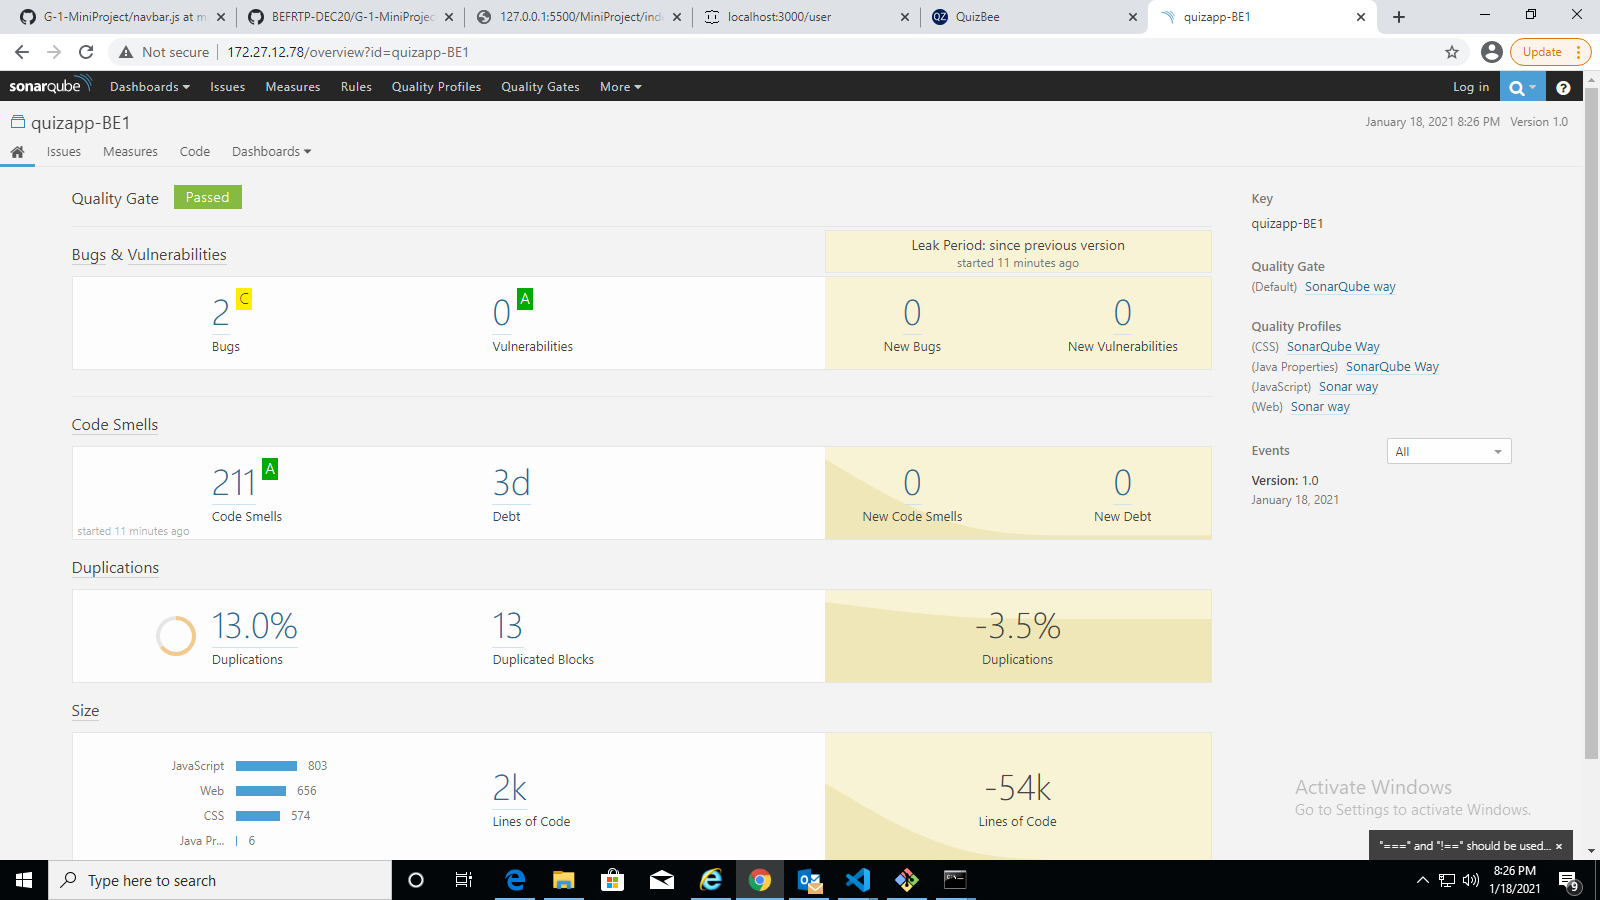 G-1-MiniProject/navbar.js at m
BEFRTP-DEC20/G-1-MiniProjec
127.0.0.1:5500/MiniProject/inde
localhost:3000/user
QZ QuizBee
quizapp-BE1
Not secure 172.27.12.78/overview?id=quizapp-BE1
Update
sonarqube Dashboards Issues Measures Rules Quality Profiles Quality Gates More Log in
quizapp-BE1
January 18, 2021 8:26 PM Version 1.0
Issues Measures Code Dashboards
Quality Gate Passed
Bugs & Vulnerabilities
Leak Period: since previous version
started 11 minutes ago
2 C
Bugs
0 A
Vulnerabilities
0
New Bugs
0
New Vulnerabilities
Code Smells
211 A
Code Smells
started 11 minutes ago
3d
Debt
0
New Code Smells
0
New Debt
Duplications
13.0%
Duplications
13
Duplicated Blocks
-3.5%
Duplications
Size
JavaScript 803
Web 656
CSS 574
Java Pr... 6
2k
Lines of Code
-54k
Lines of Code
Key
quizapp-BE1
Quality Gate
(Default) SonarQube way
Quality Profiles
(CSS) SonarQube Way
(Java Properties) SonarQube Way
(JavaScript) Sonar way
(Web) Sonar way
Events All
Version: 1.0
January 18, 2021
Activate Windows
Go to Settings to activate Windows.
"===" and "!==" should be used... ×
Type here to search
8:26 PM
1/18/2021
9